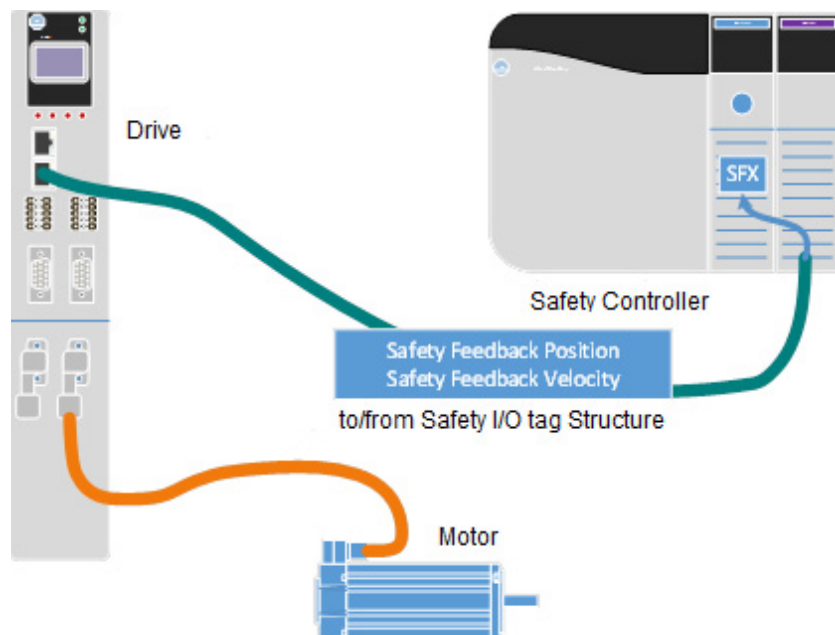 Drive
SFX
Safety Controller
Safety Feedback Position
Safety Feedback Velocity
to/from Safety I/O tag Structure
Motor